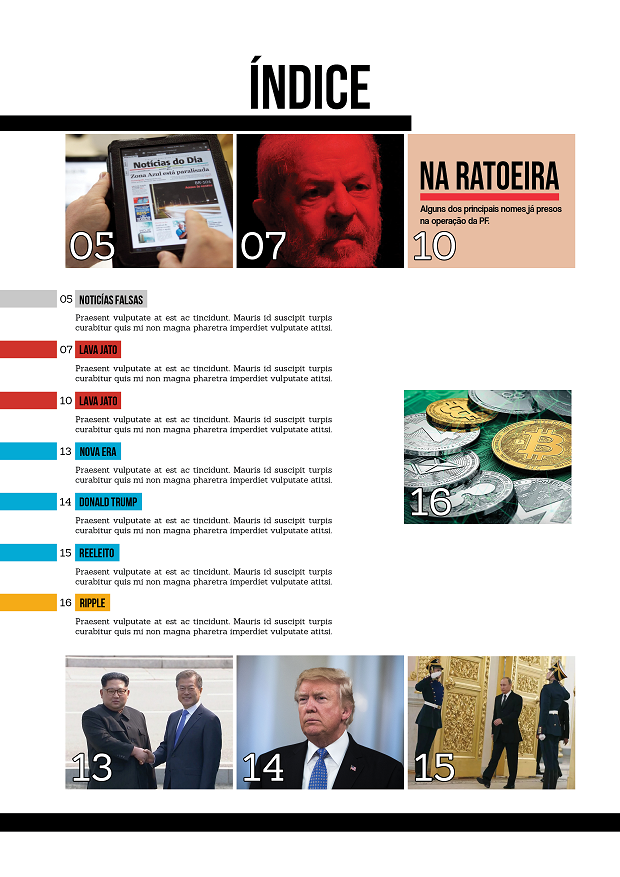 ÍNDICE
Notícias do Dia
Zona Azul está paralisada
05
07
NA RATOEIRA
Alguns dos principais nomes já presos
na operação da PF.
10
05 NOTICÍAS FALSAS
Praesent vulputate at est ac tincidunt. Mauris id suscipit turpis
curabitur quis mi non magna pharetra imperdiet vulputate atitsi.
07 LAVA JATO
Praesent vulputate at est ac tincidunt. Mauris id suscipit turpis
curabitur quis mi non magna pharetra imperdiet vulputate atitsi.
10 LAVA JATO
Praesent vulputate at est ac tincidunt. Mauris id suscipit turpis
curabitur quis mi non magna pharetra imperdiet vulputate atitsi.
13 NOVA ERA
Praesent vulputate at est ac tincidunt. Mauris id suscipit turpis
curabitur quis mi non magna pharetra imperdiet vulputate atitsi.
14 DONALD TRUMP
Praesent vulputate at est ac tincidunt. Mauris id suscipit turpis
curabitur quis mi non magna pharetra imperdiet vulputate atitsi.
15 REELEITO
Praesent vulputate at est ac tincidunt. Mauris id suscipit turpis
curabitur quis mi non magna pharetra imperdiet vulputate atitsi.
16 RIPPLE
Praesent vulputate at est ac tincidunt. Mauris id suscipit turpis
curabitur quis mi non magna pharetra imperdiet vulputate atitsi.
16
13
14
15